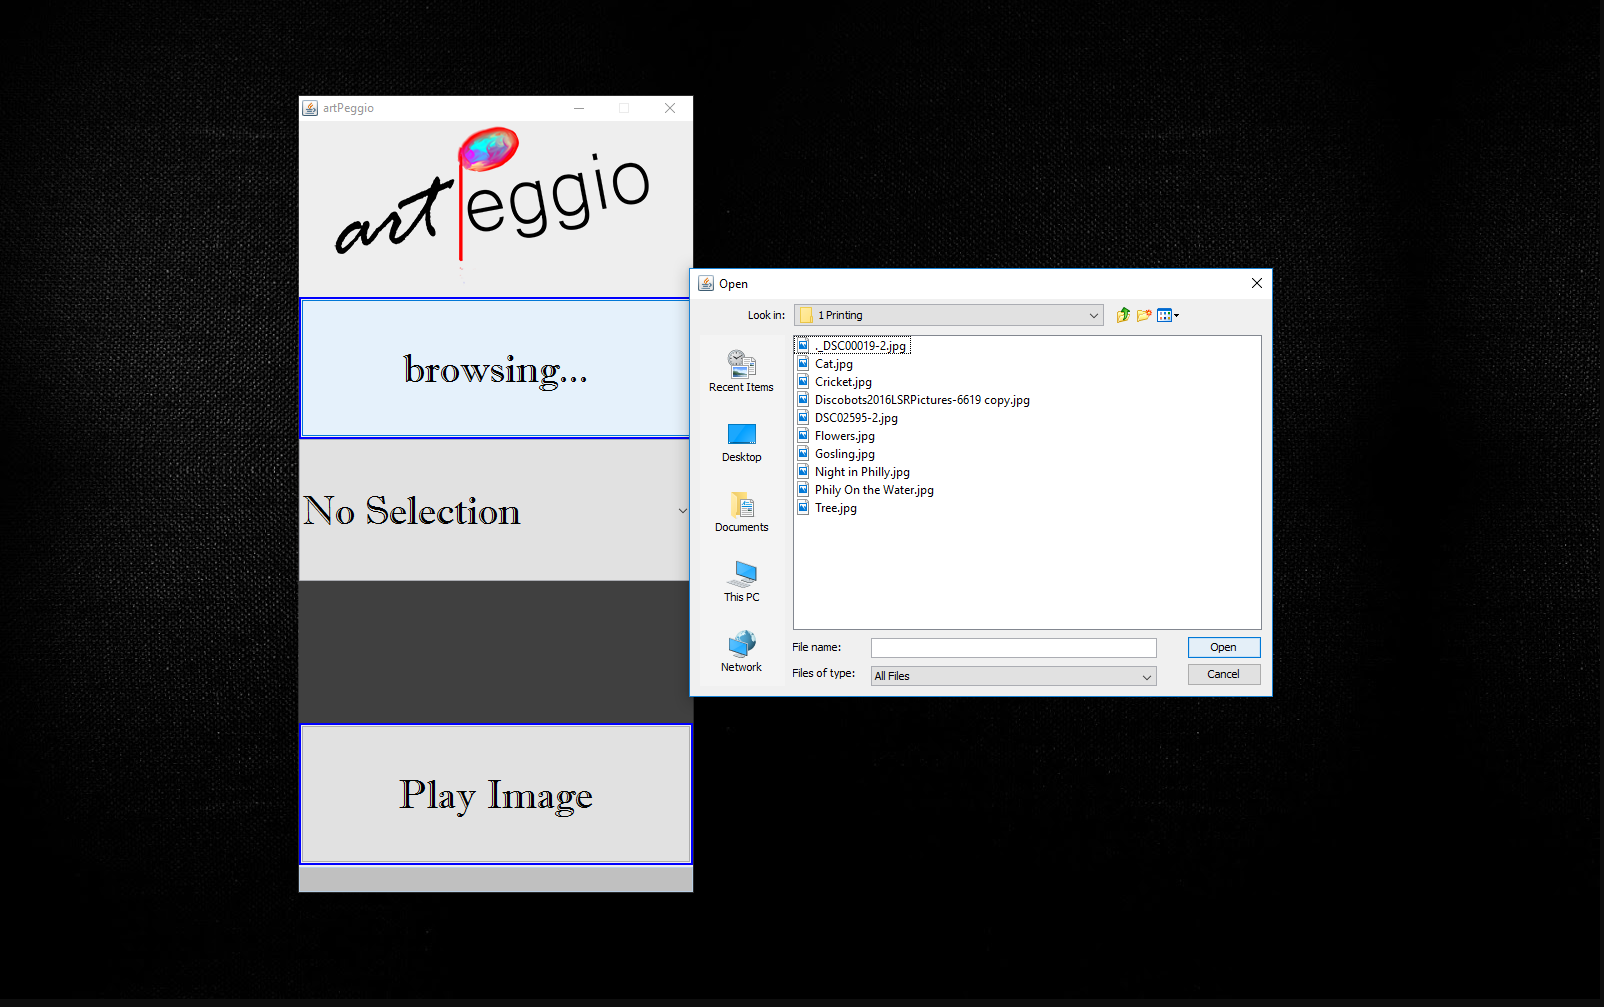 artPeggio
artPeggio
browsing...
No Selection
Play Image
Open
Look in:
1 Printing
Recent Items
Desktop
Documents
This PC
Network
._DSC00019-2.jpg
Cat.jpg
Cricket.jpg
Discobots2016LSRPictures-6619 copy.jpg
DSC02595-2.jpg
Flowers.jpg
Gosling.jpg
Night in Philly.jpg
Phily On the Water.jpg
Tree.jpg
File name:
Open
Files of type:
All Files
Cancel